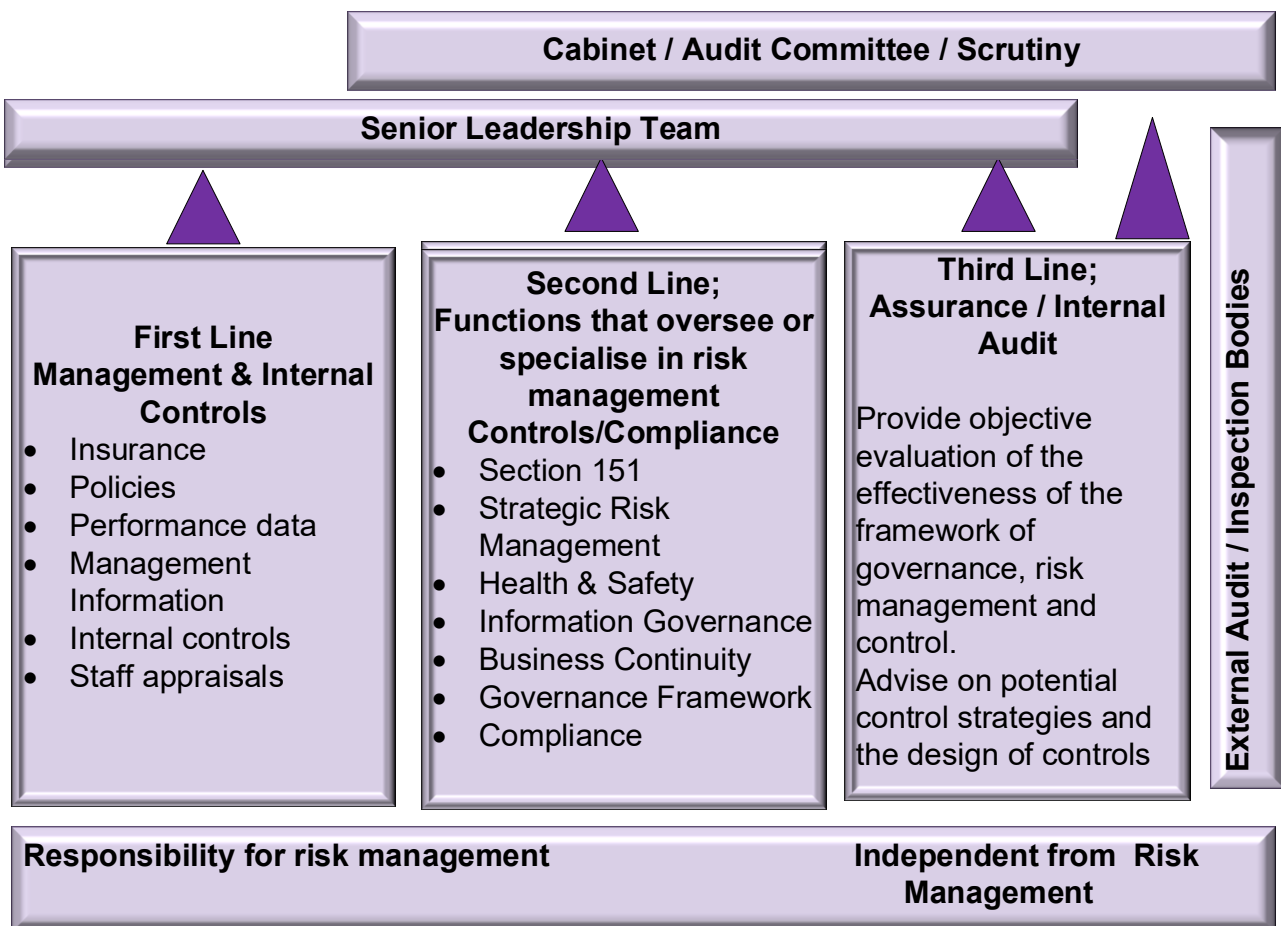 Cabinet / Audit Committee / Scrutiny
Senior Leadership Team
First Line
Management & Internal
Controls
• Insurance
• Policies
• Performance data
• Management
Information
• Internal controls
• Staff appraisals
Second Line;
Functions that oversee or
specialise in risk
management
Controls/Compliance
• Section 151
• Strategic Risk
Management
• Health & Safety
• Information Governance
• Business Continuity
• Governance Framework
• Compliance
Third Line;
Assurance / Internal
Audit
Provide objective
evaluation of the
effectiveness of the
framework of
governance, risk
management and
control.
Advise on potential
control strategies and
the design of controls
External Audit / Inspection Bodies
Responsibility for risk management
Independent from Risk
Management